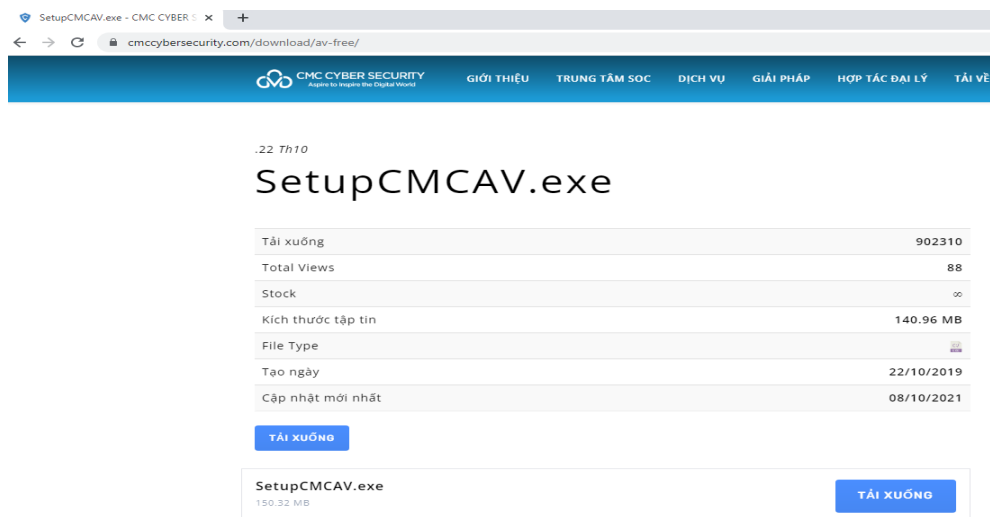 SetupCMCAV.exe - CMC CYBER S
cmccybersecurity.com/download/av-free/
CMC CYBER SECURITY
Aspire to Inspire the Digital World
GIỚI THIỆU TRUNG TÂM SOC DỊCH VỤ GIẢI PHÁP HỢP TÁC ĐẠI LÝ TẢI VỀ
.22 Th10
SetupCMCAV.exe
Tải xuống 902310
Total Views 88
Stock ∞
Kích thước tập tin 140.96 MB
File Type
Tạo ngày 22/10/2019
Cập nhật mới nhất 08/10/2021
TẢI XUỐNG
SetupCMCAV.exe
150.32 MB
TẢI XUỐNG